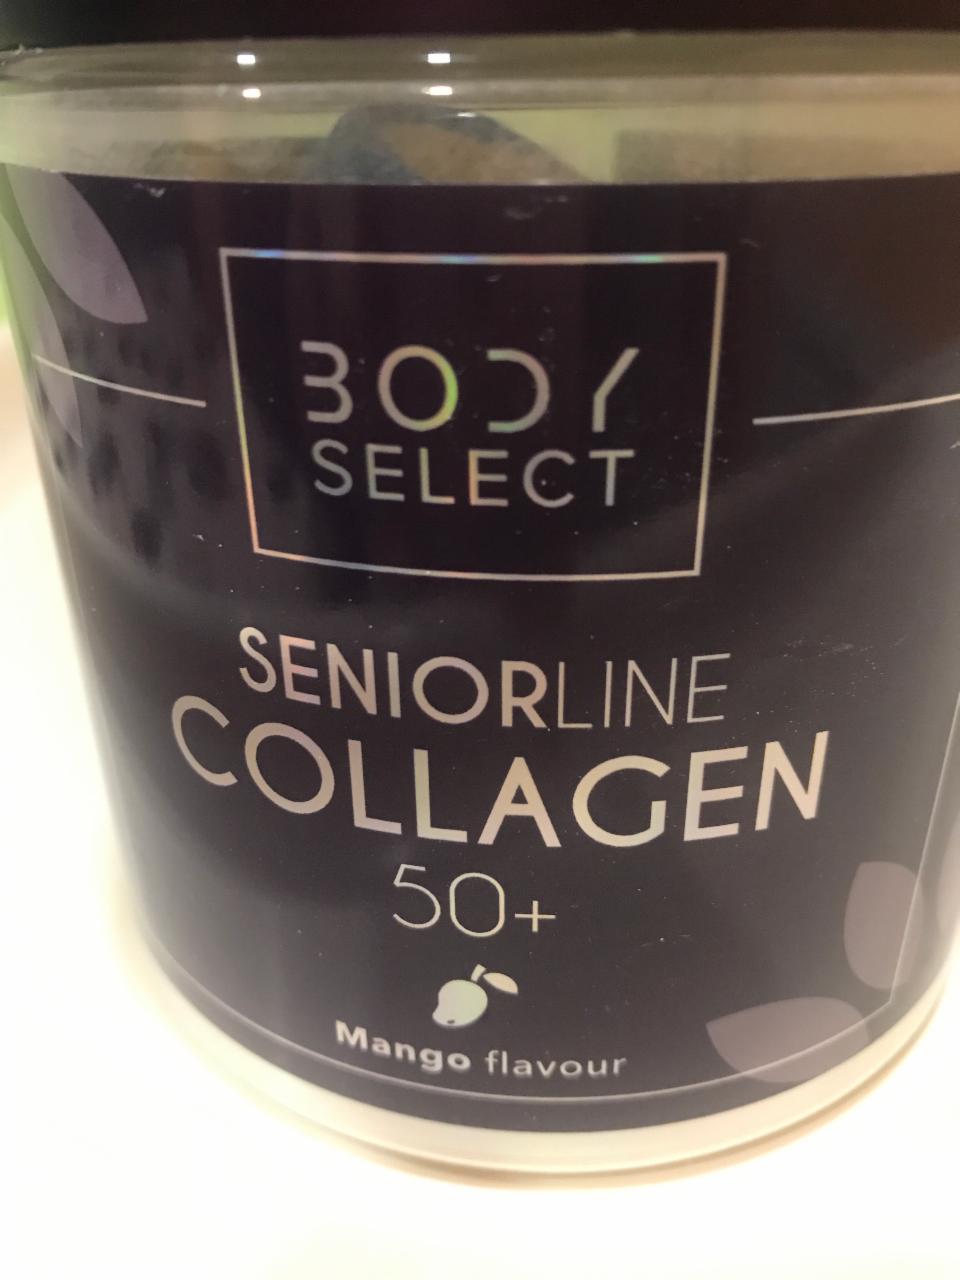 BODY
SELECT
SENIORLINE
COLLAGEN
50+
Mango flavour